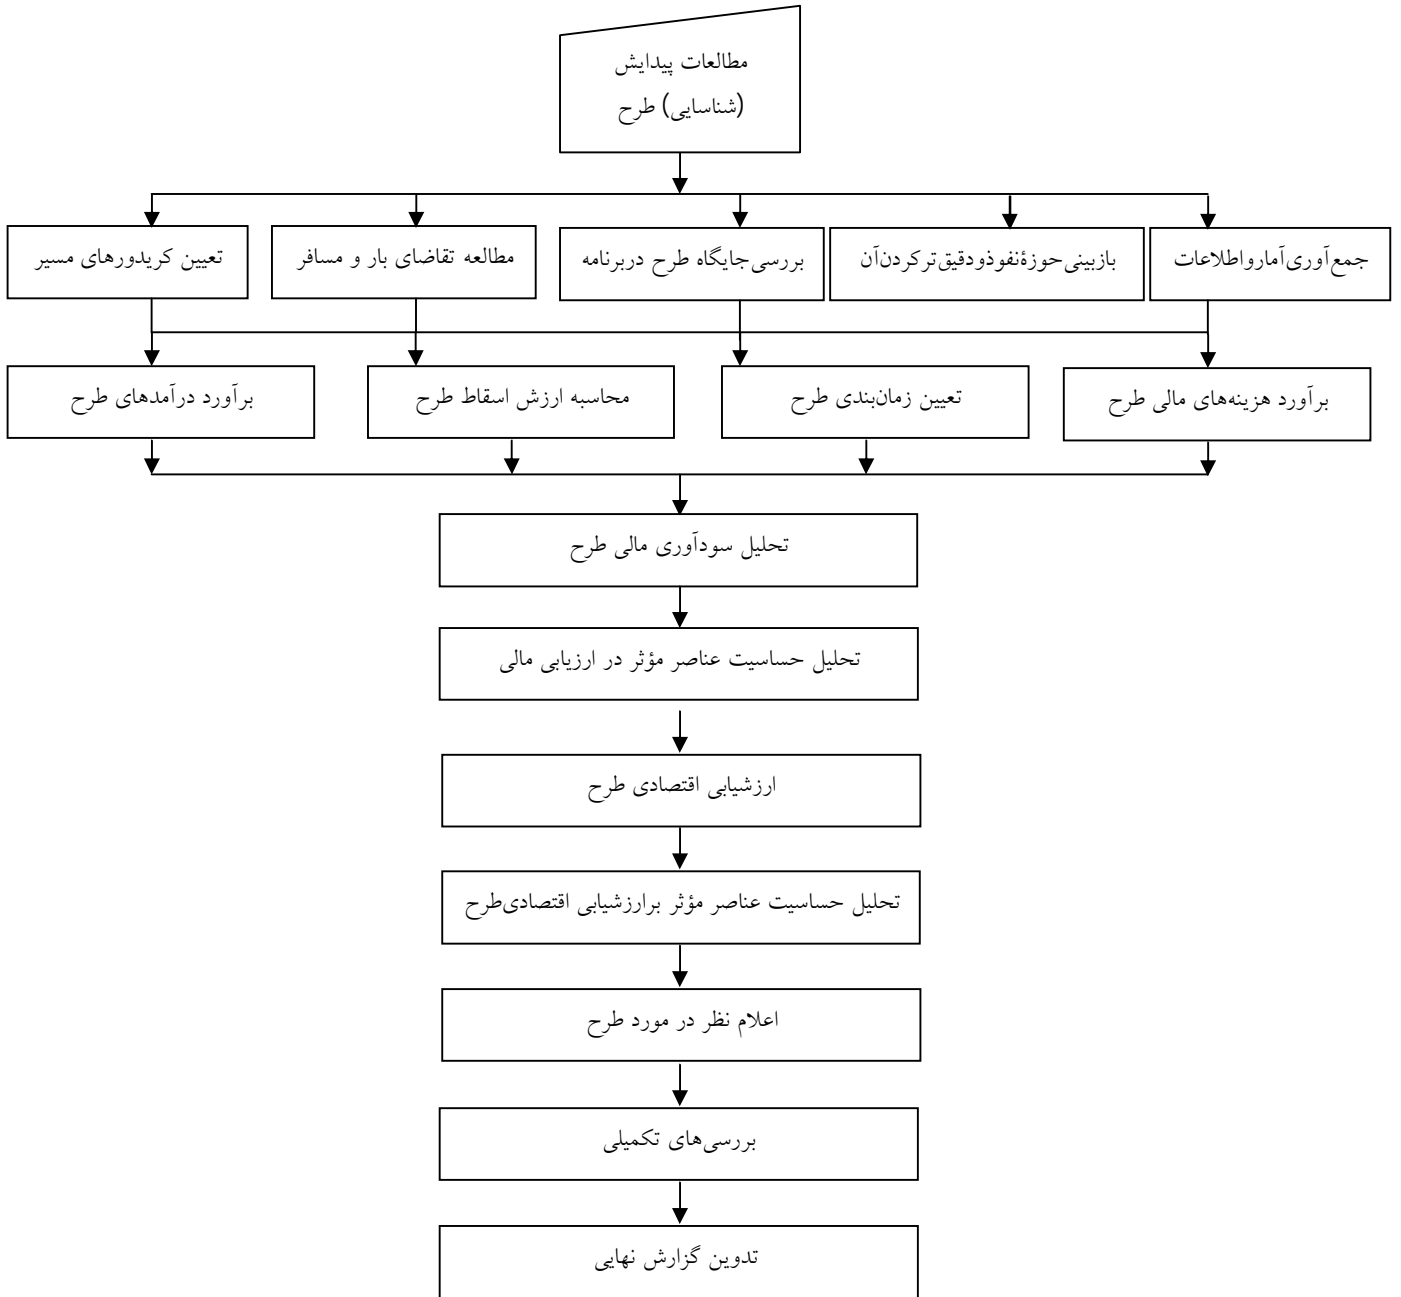 مطالعات پیدایش
(شناسایی) طرح
جمع‌آوری‌آمارواطلاعات
بازبینی‌حوزۀنفوذودقیق‌ترکردن‌آن
بررسی‌جایگاه طرح دربرنامه
مطالعه تقاضای بار و مسافر
تعیین کریدورهای مسیر
برآورد هزینه‌های مالی طرح
تعیین زمان‌بندی طرح
محاسبه ارزش اسقاط طرح
برآورد درآمدهای طرح
تحلیل سودآوری مالی طرح
تحلیل حساسیت عناصر مؤثر در ارزیابی مالی
ارزشیابی اقتصادی طرح
تحلیل حساسیت عناصر مؤثر برارزشیابی اقتصادی‌طرح
اعلام نظر در مورد طرح
بررسی‌های تکمیلی
تدوین گزارش نهایی